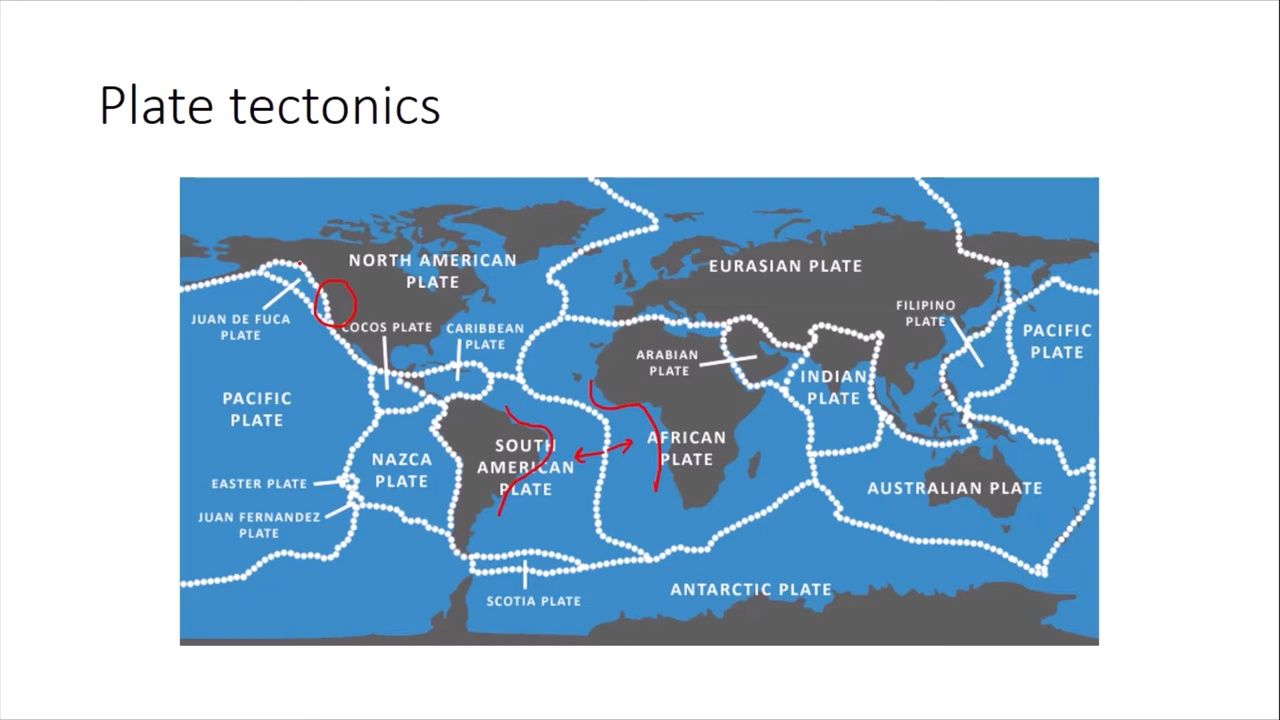 Plate tectonics
NORTH AMERICAN
PLATE
EURASIAN PLATE
JUAN DE FUCA
PLATE
COCOS PLATE
CARIBBEAN
PLATE
FILIPINO
PLATE
PACIFIC
PLATE
ARABIAN
PLATE
INDIAN
PLATE
PACIFIC
PLATE
SOUTH
AMERICAN
PLATE
AFRICAN
PLATE
NAZCA
PLATE
EASTER PLATE
AUSTRALIAN PLATE
JUAN FERNANDEZ
PLATE
SCOTIA PLATE
ANTARCTIC PLATE